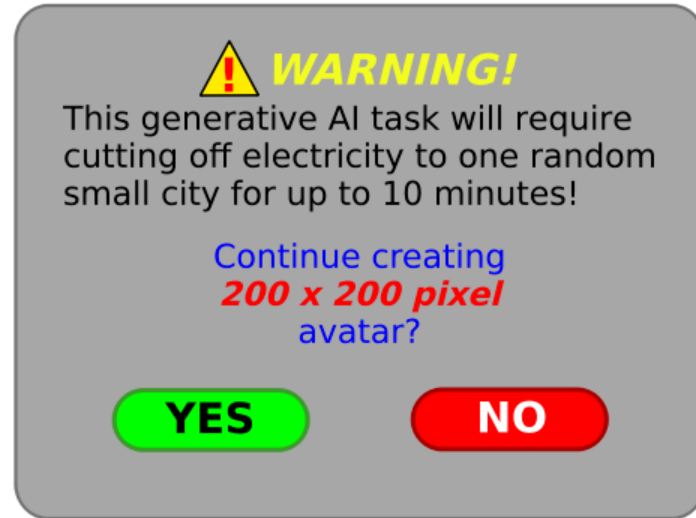 ! WARNING!
This generative AI task will require
cutting off electricity to one random
small city for up to 10 minutes!
Continue creating
200 x 200 pixel
avatar?
YES NO